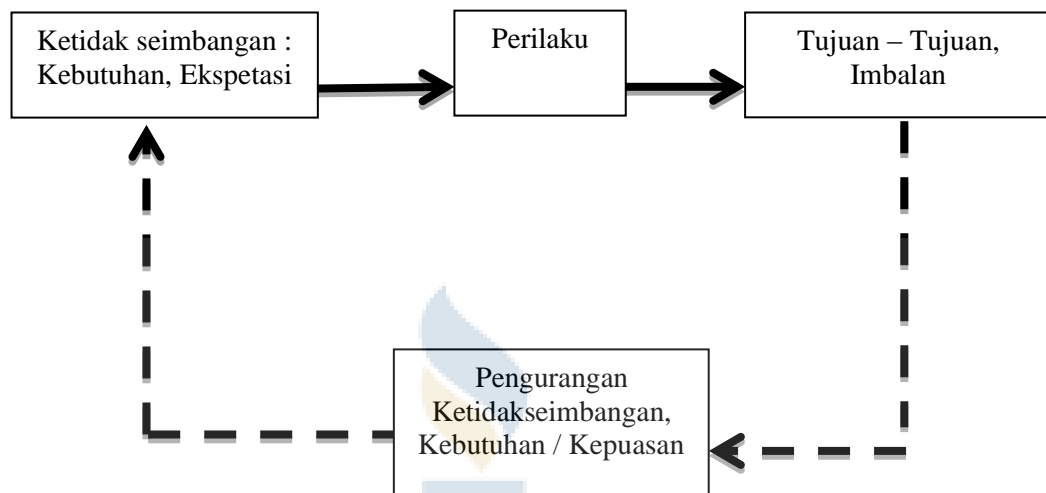 Ketidak seimbangan :
Kebutuhan, Ekspetasi
Perilaku
Tujuan – Tujuan,
Imbalan
Pengurangan
Ketidakseimbangan,
Kebutuhan / Kepuasan